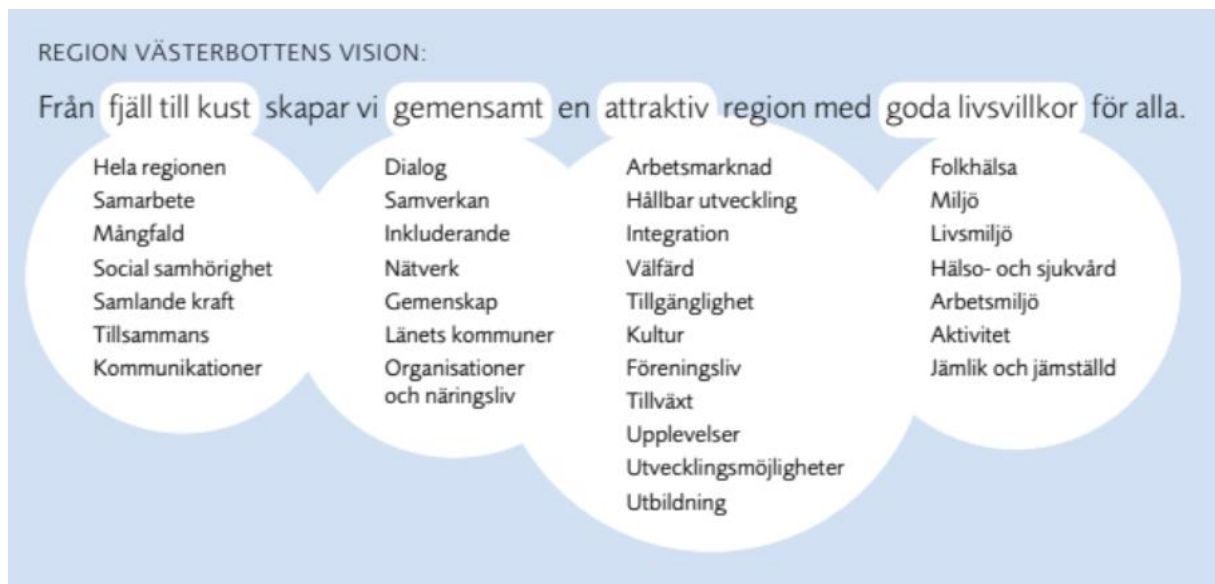 REGION VÄSTERBOTTENS VISION:
Från fjäll till kust skapar vi gemensamt en attraktiv region med goda livsvillkor för alla.
Hela regionen
Samarbete
Mångfald
Social samhörighet
Samlande kraft
Tillsammans
Kommunikationer
Dialog
Samverkan
Inkluderande
Nätverk
Gemenskap
Länets kommuner
Organisationer
och näringsliv
Arbetsmarknad
Hållbar utveckling
Integration
Välfärd
Tillgänglighet
Kultur
Föreningsliv
Tillväxt
Upplevelser
Utvecklingsmöjligheter
Utbildning
Folkhälsa
Miljö
Livsmiljö
Hälso- och sjukvård
Arbetsmiljö
Aktivitet
Jämlik och jämställd